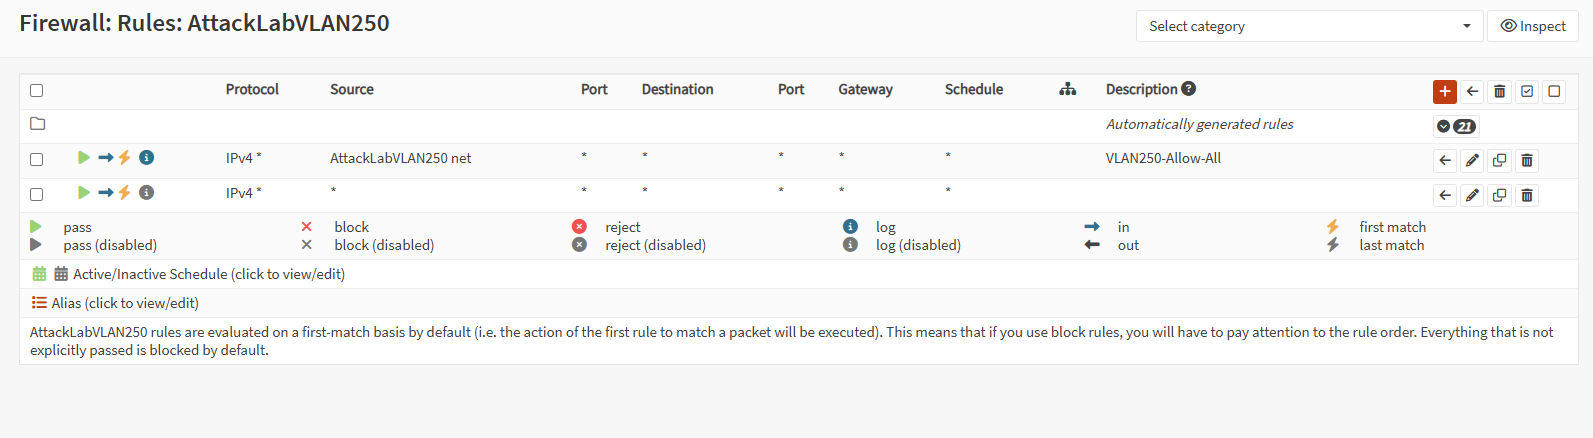 Firewall: Rules: AttackLabVLAN250
Select category
Inspect
Protocol Source Port Destination Port Gateway Schedule Description
Automatically generated rules 21
IPv4 * AttackLabVLAN250 net * * * * * VLAN250-Allow-All
IPv4 * * * * * * *
pass block reject log in first match
pass (disabled) block (disabled) reject (disabled) log (disabled) out last match
Active/Inactive Schedule (click to view/edit)
Alias (click to view/edit)
AttackLabVLAN250 rules are evaluated on a first-match basis by default (i.e. the action of the first rule to match a packet will be executed). This means that if you use block rules, you will have to pay attention to the rule order. Everything that is not
explicitly passed is blocked by default.